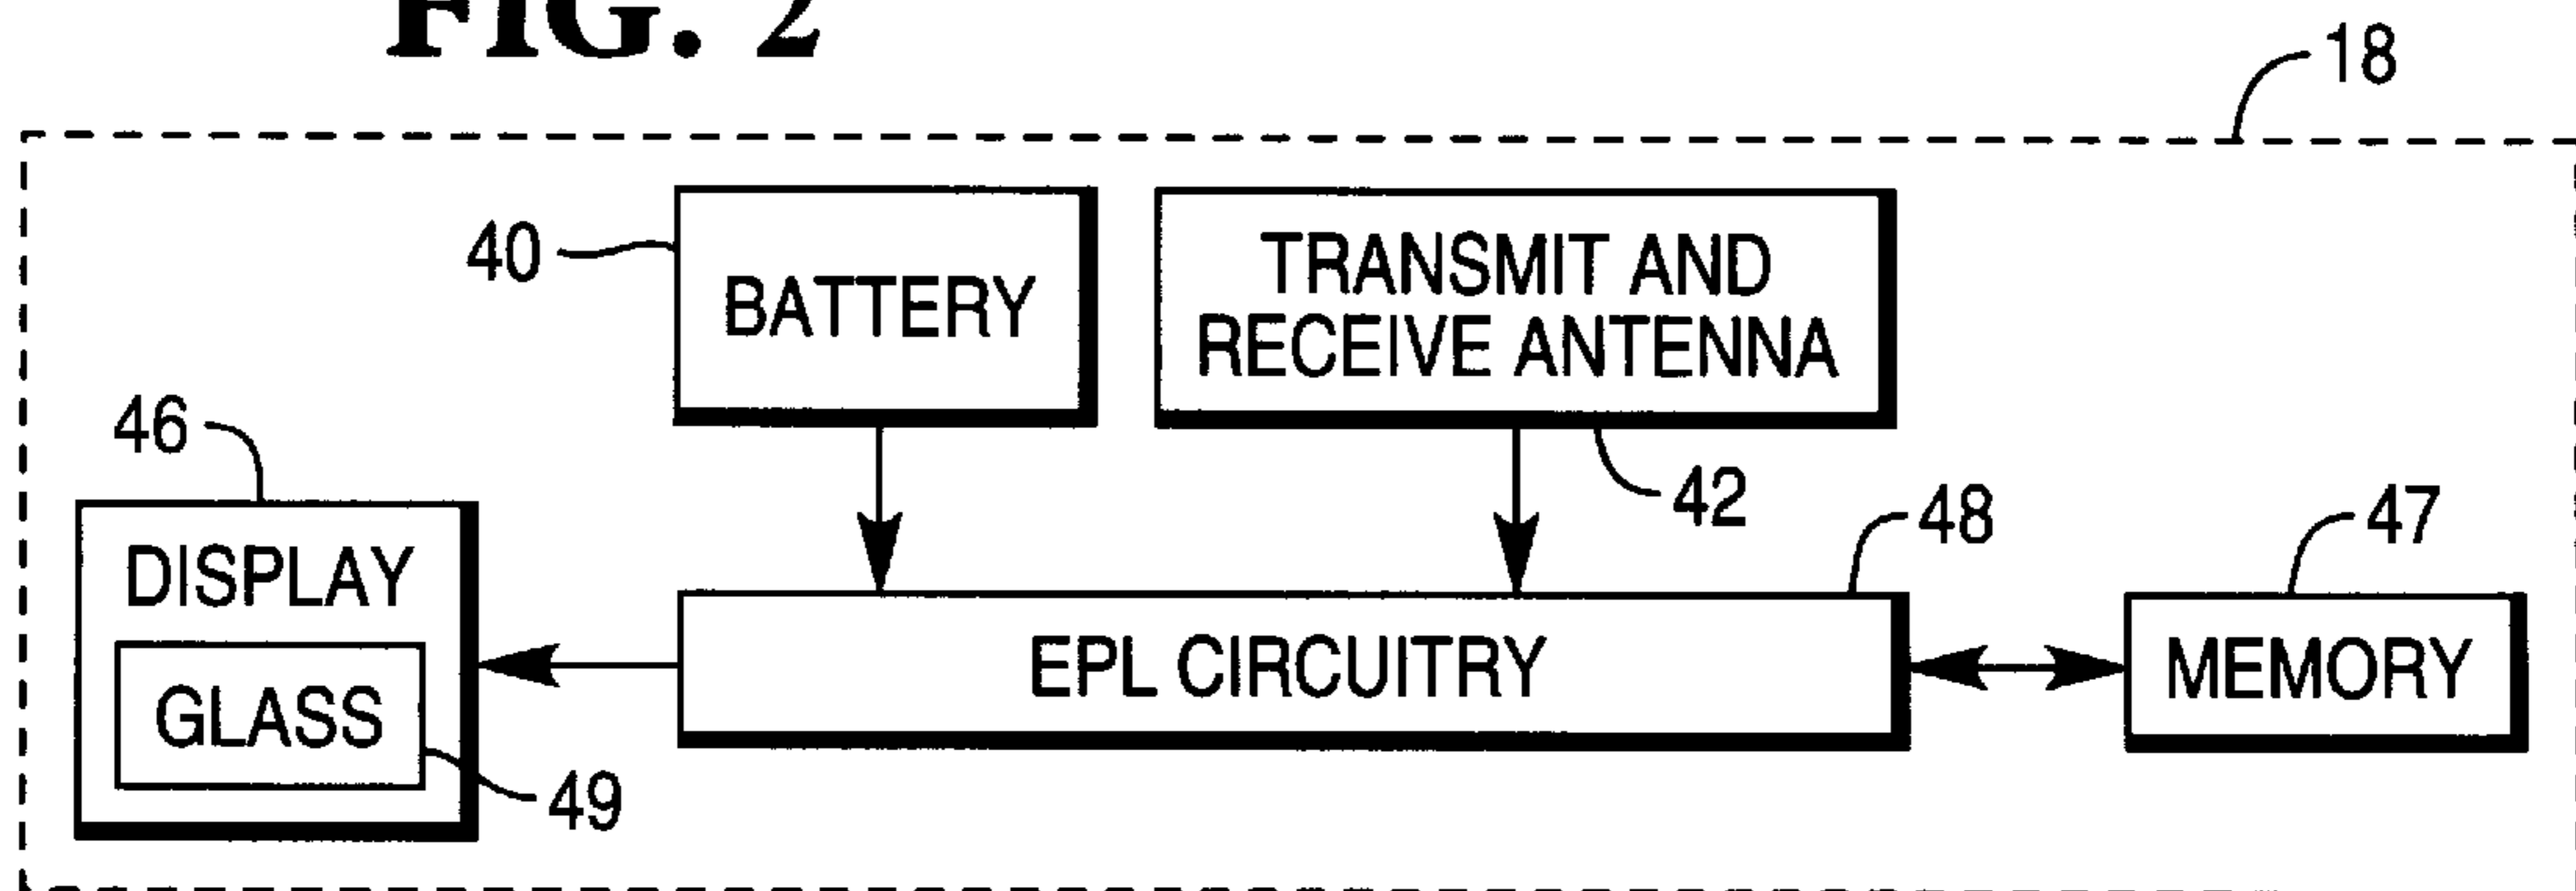 FIG. 2
18
40
BATTERY
TRANSMIT AND
RECEIVE ANTENNA
46
42
48
47
DISPLAY
GLASS
49
EPL CIRCUITRY
MEMORY